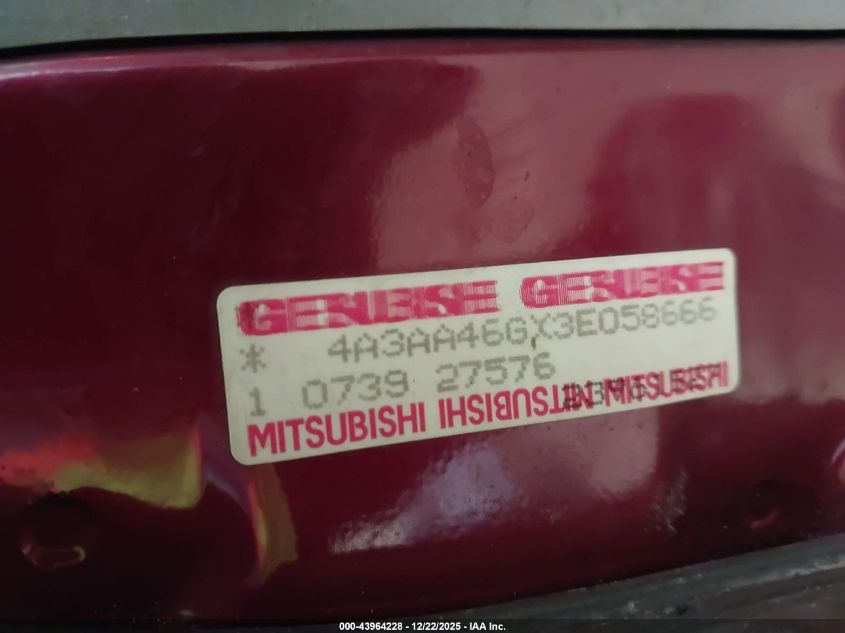 GENUINE GENUINE
* 4A3AA46GX3E058666
1 0739 27576
MITSUBISHI MITSUBISHI MITSUBISHI
000-43964228 - 12/22/2025 - IAA Inc.